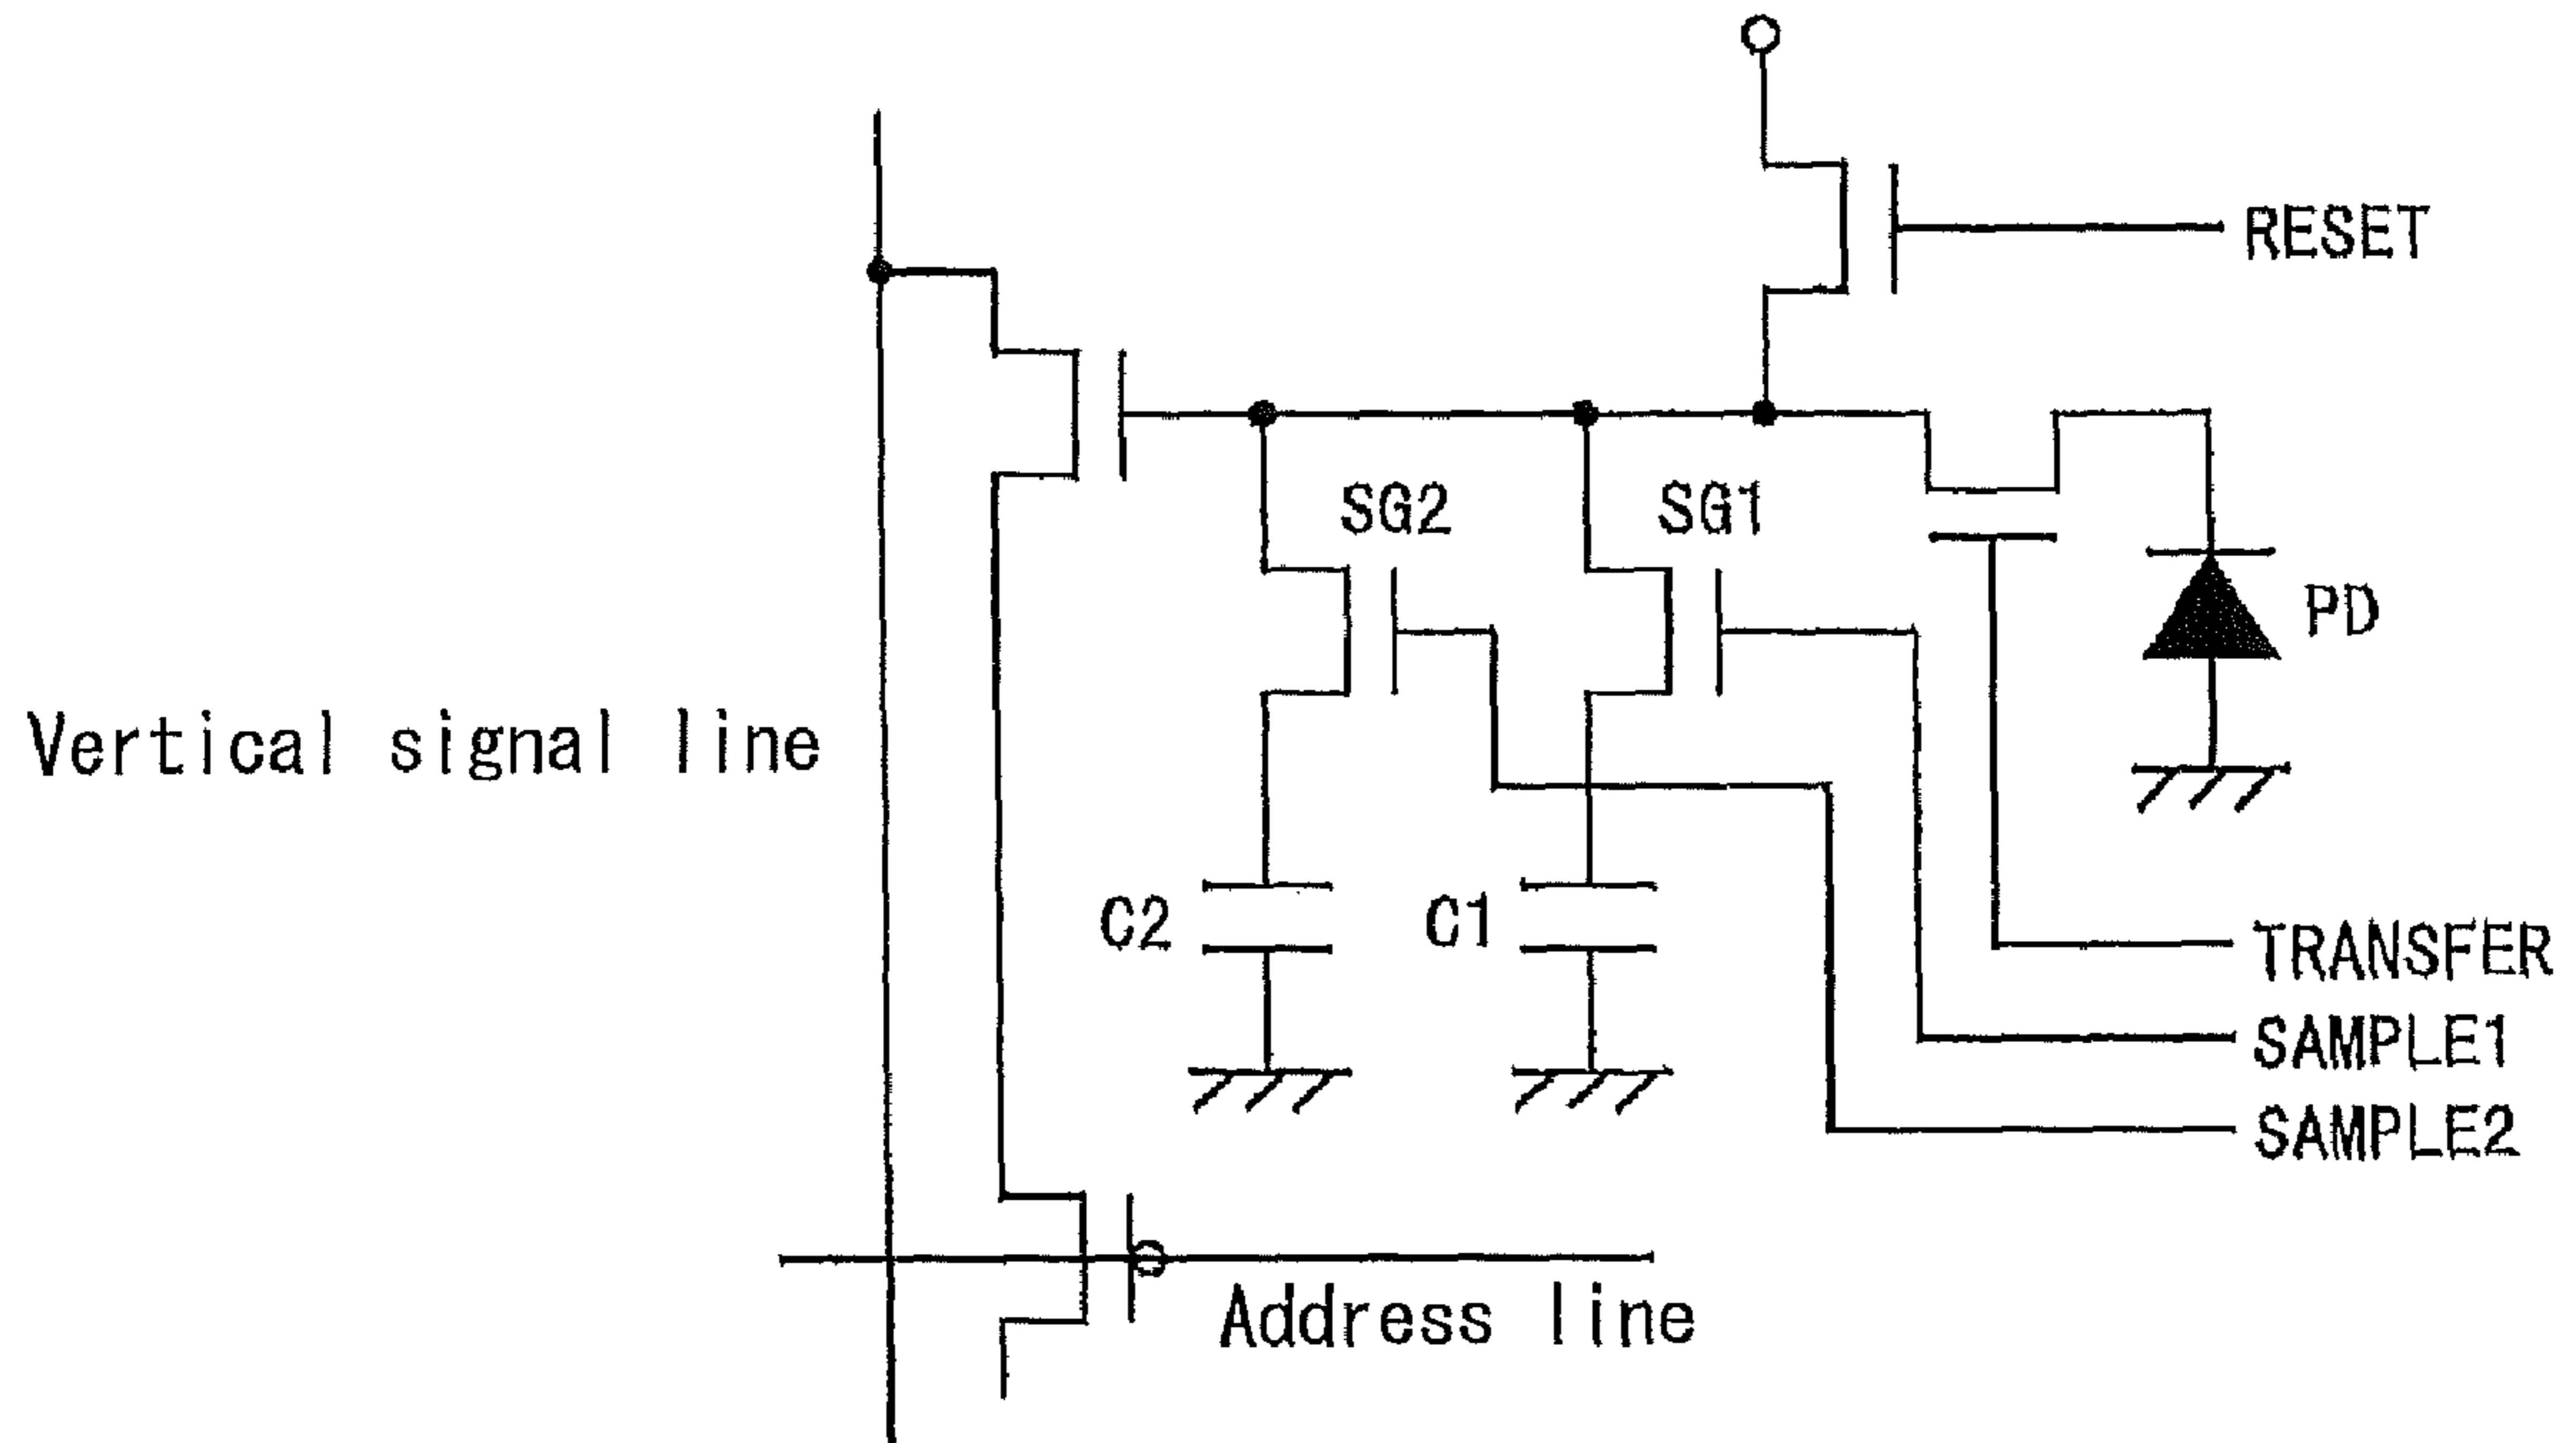 RESET
SG2
SG1
PD
Vertical signal line
C2
C1
TRANSFER
SAMPLE1
SAMPLE2
Address line